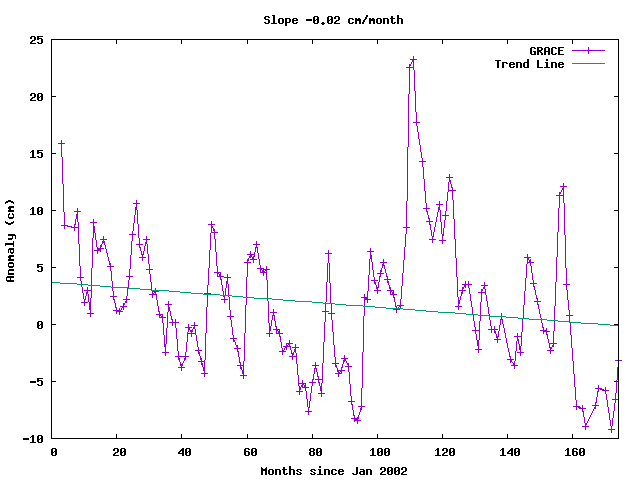 Slope -0.02 cm/month
25
20
15
10
5
0
-5
-10
Anomaly (cm)
GRACE
Trend Line
0 20 40 60 80 100 120 140 160
Months since Jan 2002